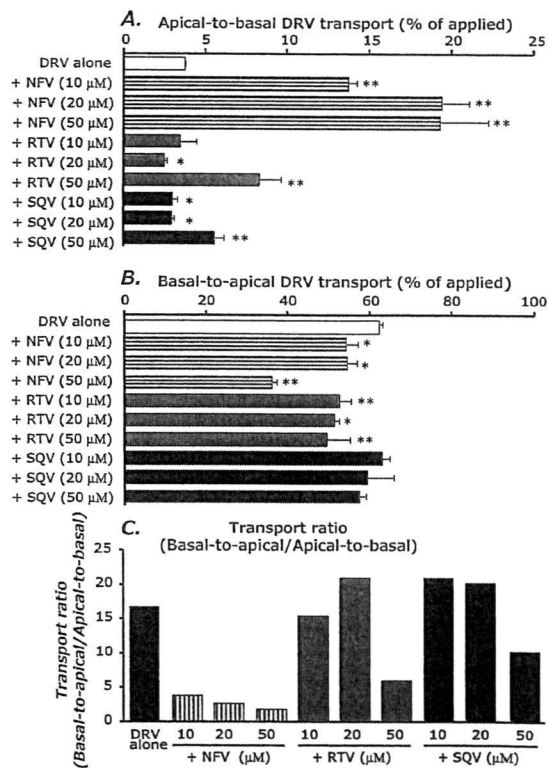 A. Apical-to-basal DRV transport (% of applied)
0 5 10 15 20 25
DRV alone
+ NFV (10 μM) **
+ NFV (20 μM) **
+ NFV (50 μM) **
+ RTV (10 μM)
+ RTV (20 μM) *
+ RTV (50 μM) **
+ SQV (10 μM) *
+ SQV (20 μM) *
+ SQV (50 μM) **
B. Basal-to-apical DRV transport (% of applied)
0 20 40 60 80 100
DRV alone
+ NFV (10 μM) *
+ NFV (20 μM) *
+ NFV (50 μM) **
+ RTV (10 μM) **
+ RTV (20 μM) *
+ RTV (50 μM) **
+ SQV (10 μM)
+ SQV (20 μM)
+ SQV (50 μM)
C. Transport ratio
(Basal-to-apical/Apical-to-basal)
Transport ratio
(Basal-to-apical/Apical-to-basal)
25
20
15
10
5
0
DRV alone
10 20 50 10 20 50 10 20 50
+ NFV (μM) + RTV (μM) + SQV (μM)